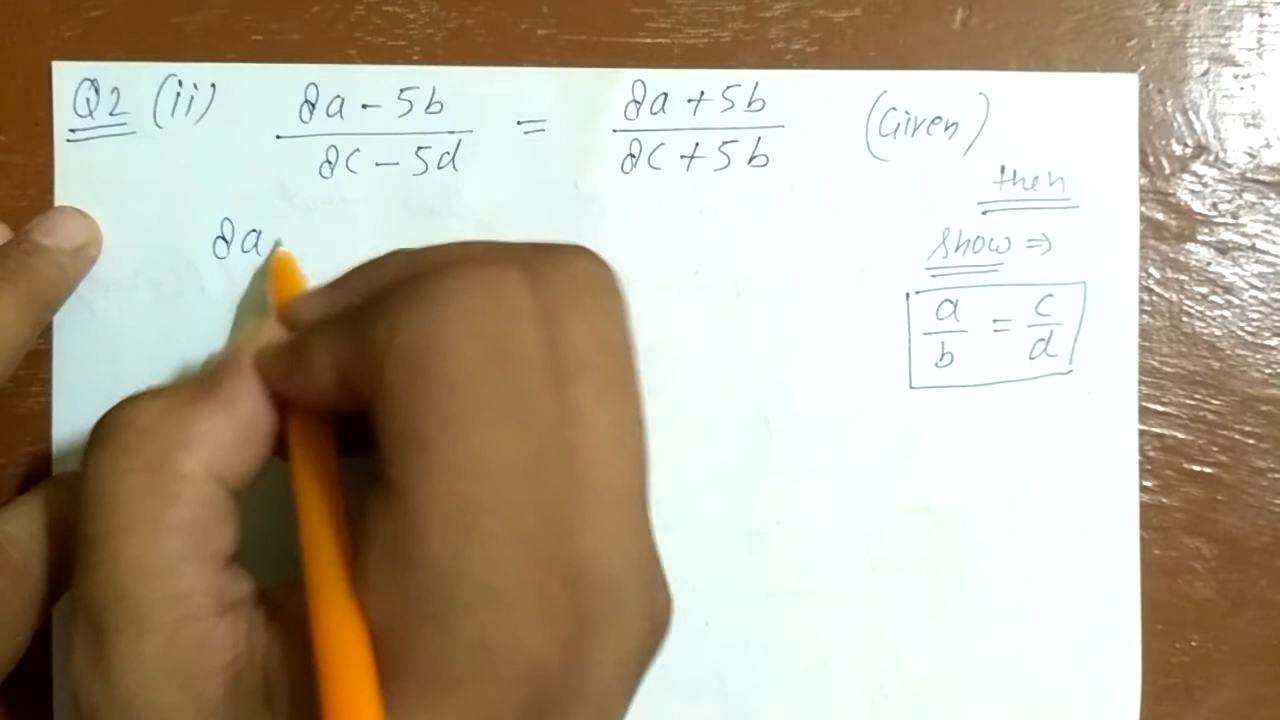 Q2 (ii) 8a - 5b / 8c - 5d = 8a + 5b / 8c + 5b (Given)
then
show ⇒
a/b = c/d
8a